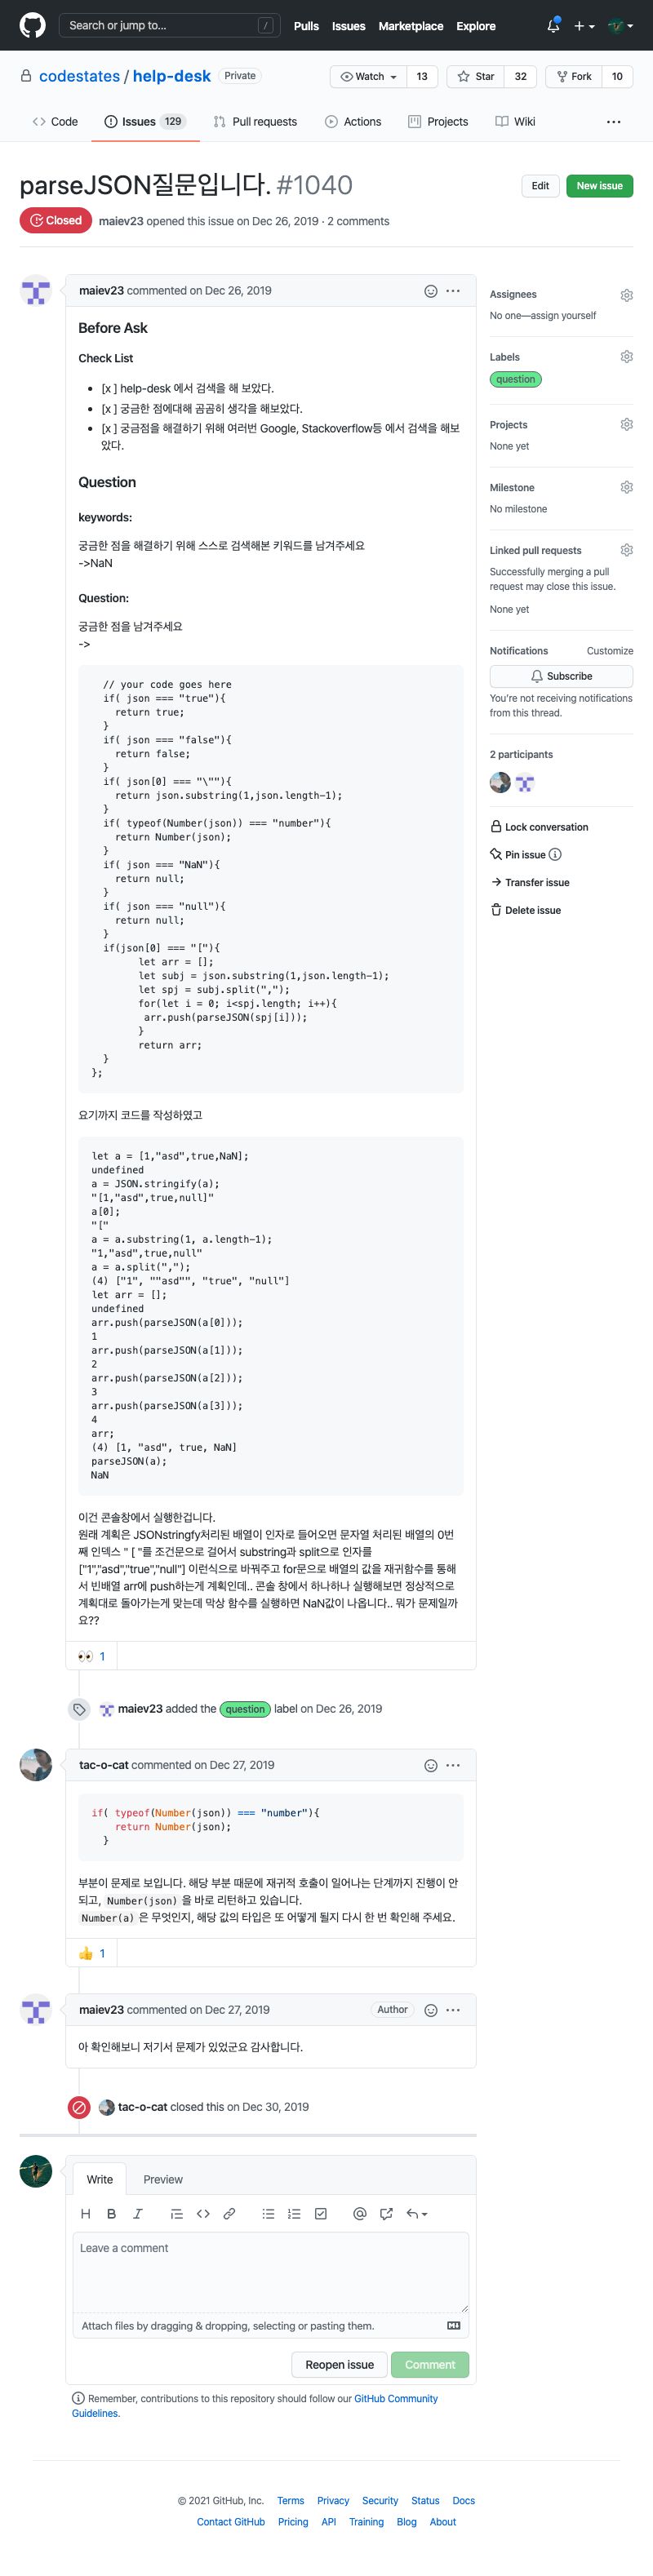 Search or jump to...
/
Pulls Issues Marketplace Explore
codestates / help-desk Private
Watch 13 Star 32 Fork 10
Code Issues 129 Pull requests Actions Projects Wiki
parseJSON질문입니다. #1040
Edit New issue
Closed maiev23 opened this issue on Dec 26, 2019 · 2 comments
maiev23 commented on Dec 26, 2019
Before Ask
Check List
• [x ] help-desk 에서 검색을 해 보았다.
• [x ] 궁금한 점에대해 곰곰히 생각을 해보았다.
• [x ] 궁금점을 해결하기 위해 여러번 Google, Stackoverflow등 에서 검색을 해보
았다.
Question
keywords:
궁금한 점을 해결하기 위해 스스로 검색해본 키워드를 남겨주세요
->NaN
Question:
궁금한 점을 남겨주세요
->
// your code goes here
if( json === "true"){
return true;
}
if( json === "false"){
return false;
}
if( json[0] === "\""){
return json.substring(1,json.length-1);
}
if( typeof(Number(json)) === "number"){
return Number(json);
}
if( json === "NaN"){
return null;
}
if( json === "null"){
return null;
}
if(json[0] === "["){
let arr = [];
let subj = json.substring(1,json.length-1);
let spj = subj.split(",");
for(let i = 0; i<spj.length; i++){
arr.push(parseJSON(spj[i]));
}
return arr;
}
};
요기까지 코드를 작성하였고
let a = [1,"asd",true,NaN];
undefined
a = JSON.stringify(a);
"[1,"asd",true,null]"
a[0];
"["
a = a.substring(1, a.length-1);
"1,"asd",true,null"
a = a.split(",");
(4) ["1", ""asd"", "true", "null"]
let arr = [];
undefined
arr.push(parseJSON(a[0]));
1
arr.push(parseJSON(a[1]));
2
arr.push(parseJSON(a[2]));
3
arr.push(parseJSON(a[3]));
4
arr;
(4) [1, "asd", true, NaN]
parseJSON(a);
NaN
이건 콘솔창에서 실행한겁니다.
원래 계획은 JSONstringfy처리된 배열이 인자로 들어오면 문자열 처리된 배열의 0번
째 인덱스 " [ "를 조건문으로 걸어서 substring과 split으로 인자를
["1","asd","true","null"] 이런식으로 바꿔주고 for문으로 배열의 값을 재귀함수를 통해
서 빈배열 arr에 push하는게 계획인데.. 콘솔 창에서 하나하나 실행해보면 정상적으로
계획대로 돌아가는게 맞는데 막상 함수를 실행하면 NaN값이 나옵니다.. 뭐가 문제일까
요??
👀 1
maiev23 added the question label on Dec 26, 2019
tac-o-cat commented on Dec 27, 2019
if( typeof(Number(json)) === "number"){
return Number(json);
}
부분이 문제로 보입니다. 해당 부분 때문에 재귀적 호출이 일어나는 단계까지 진행이 안
되고, Number(json) 을 바로 리턴하고 있습니다.
Number(a) 은 무엇인지, 해당 값의 타입은 또 어떻게 될지 다시 한 번 확인해 주세요.
👍 1
maiev23 commented on Dec 27, 2019 Author
아 확인해보니 저기서 문제가 있었군요 감사합니다.
tac-o-cat closed this on Dec 30, 2019
Write Preview
Leave a comment
Attach files by dragging & dropping, selecting or pasting them.
Reopen issue Comment
Remember, contributions to this repository should follow our GitHub Community
Guidelines.
Assignees
No one—assign yourself
Labels
question
Projects
None yet
Milestone
No milestone
Linked pull requests
Successfully merging a pull
request may close this issue.
None yet
Notifications Customize
Subscribe
You're not receiving notifications
from this thread.
2 participants
Lock conversation
Pin issue
Transfer issue
Delete issue
© 2021 GitHub, Inc. Terms Privacy Security Status Docs
Contact GitHub Pricing API Training Blog About